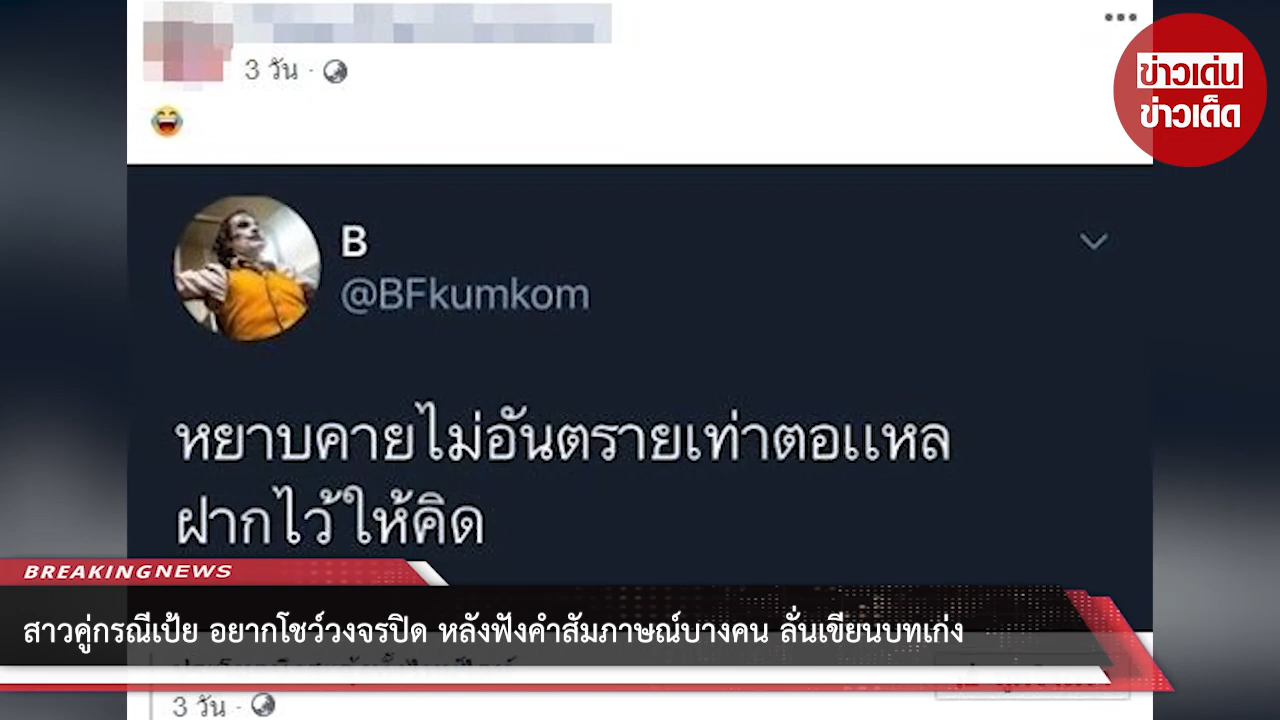 3 วัน ·
ข่าวเด่น
ข่าวเด็ด
B
@BFkumkom
หยาบคายไม่อันตรายเท่าตอแหล
ฝากไว้ให้คิด
BREAKINGNEWS
สาวคู่กรณีเป้ย อยากโชว์วงจรปิด หลังฟังคำสัมภาษณ์บางคน ลั่นเขียนบทเก่ง
3 วัน ·